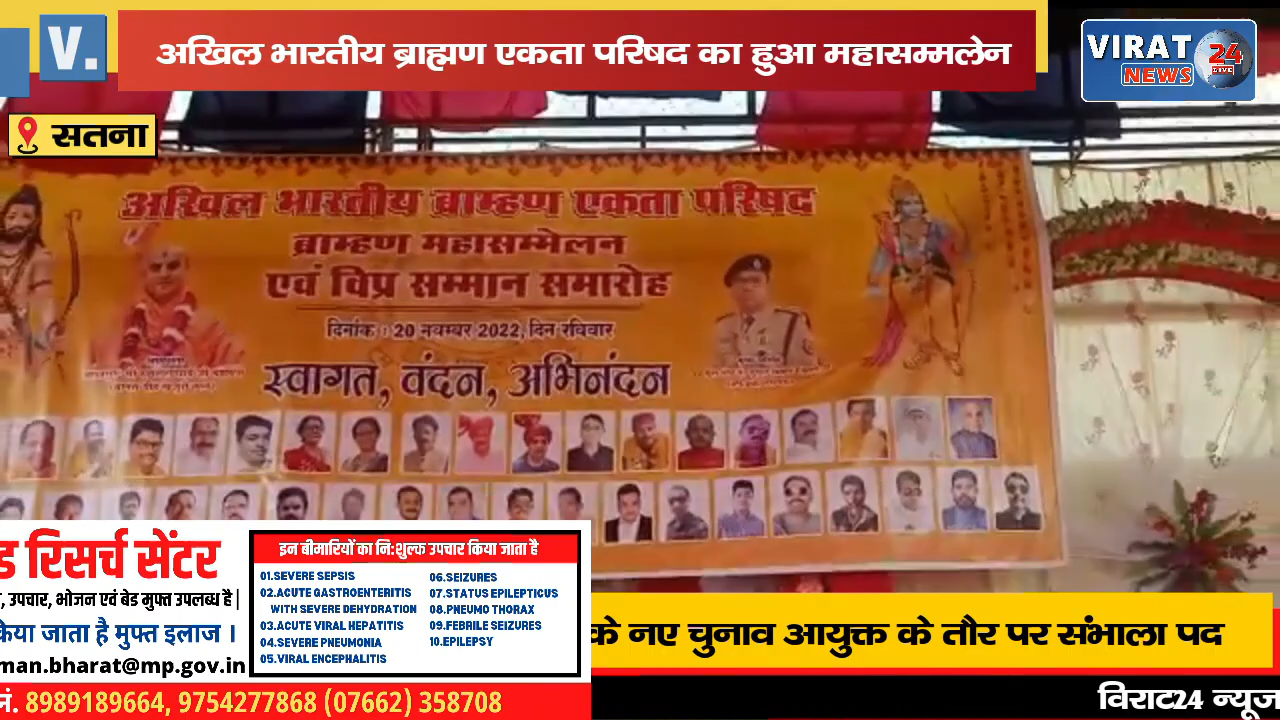 V.
अखिल भारतीय ब्राह्मण एकता परिषद का हुआ महासम्मलेन
VIRAT 24
NEWS LIVE
सतना
अखिल भारतीय ब्राम्हण एकता परिषद
ब्राम्हण महासम्मेलन
एवं विप्र सम्मान समारोह
दिनांक : 20 नवम्बर 2022, दिन रविवार
स्वागत, वंदन, अभिनंदन
ड रिसर्च सेंटर
, उपचार, भोजन एवं बेड मुफ्त उपलब्ध है |
किया जाता है मुफ्त इलाज ।
man.bharat@mp.gov.in
इन बीमारियों का नि:शुल्क उपचार किया जाता है
01.SEVERE SEPSIS
02.ACUTE GASTROENTERITIS
WITH SEVERE DEHYDRATION
03.ACUTE VIRAL HEPATITIS
04.SEVERE PNEUMONIA
05.VIRAL ENCEPHALITIS
06.SEIZURES
07.STATUS EPILEPTICUS
08.PNEUMO THORAX
09.FEBRILE SEIZURES
10.EPILEPSY
के नए चुनाव आयुक्त के तौर पर संभाला पद
नं. 8989189664, 9754277868 (07662) 358708
विराट24 न्यूज